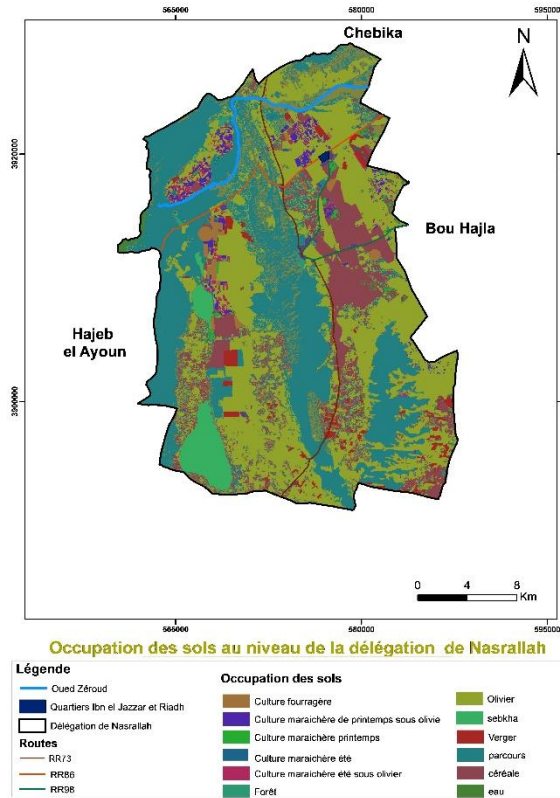 Chebika
N
Bou Hajla
Hajeb
el Ayoun
565000
580000
595000
3920000
3900000
0 4 8
Km
565000
580000
595000
Occupation des sols au niveau de la délégation de Nasrallah
Légende
Oued Zéroud
Quartiers Ibn el Jazzar et Riadh
Délégation de Nasrallah
Routes
RR73
RR86
RR98
Occupation des sols
Culture fourragère
Culture maraichère de printemps sous olivie
Culture maraichère printemps
Culture maraichère été
Culture maraichère été sous olivier
Forêt
Olivier
sebkha
Verger
parcours
céréale
eau